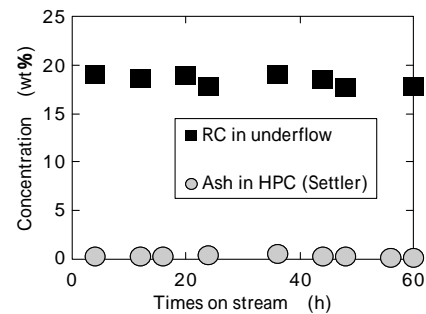 25
20
15
10
5
0
Concentration (wt%)
RC in underflow
Ash in HPC (Settler)
0 20 40 60
Times on stream (h)